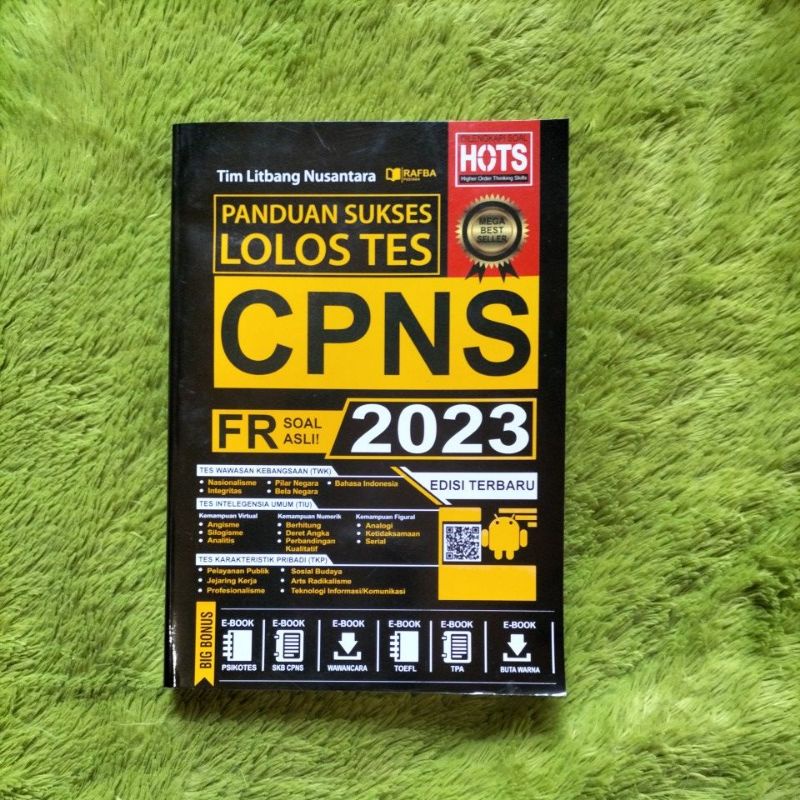 Tim Litbang Nusantara
RAFBA
PUSTAKA
DILENGKAPI SOAL
HOTS
Higher Order Thinking Skills
PANDUAN SUKSES
LOLOS TES
MEGA
BEST
SELLER
CPNS
FR SOAL
ASLI!
2023
EDISI TERBARU
TES WAWASAN KEBANGSAAN (TWK)
• Nasionalisme • Pilar Negara • Bahasa Indonesia
• Integritas • Bela Negara
TES INTELEGENSIA UMUM (TIU)
Kemampuan Virtual Kemampuan Numerik Kemampuan Figural
• Angisme • Berhitung • Analogi
• Silogisme • Deret Angka • Ketidaksamaan
• Analitis • Perbandingan • Serial
Kualitatif
TES KARAKTERISTIK PRIBADI (TKP)
• Pelayanan Publik • Sosial Budaya
• Jejaring Kerja • Arts Radikalisme
• Profesionalisme • Teknologi Informasi/Komunikasi
BIG BONUS
E-BOOK E-BOOK E-BOOK E-BOOK E-BOOK E-BOOK
PSIKOTES SKB CPNS WAWANCARA TOEFL TPA BUTA WARNA